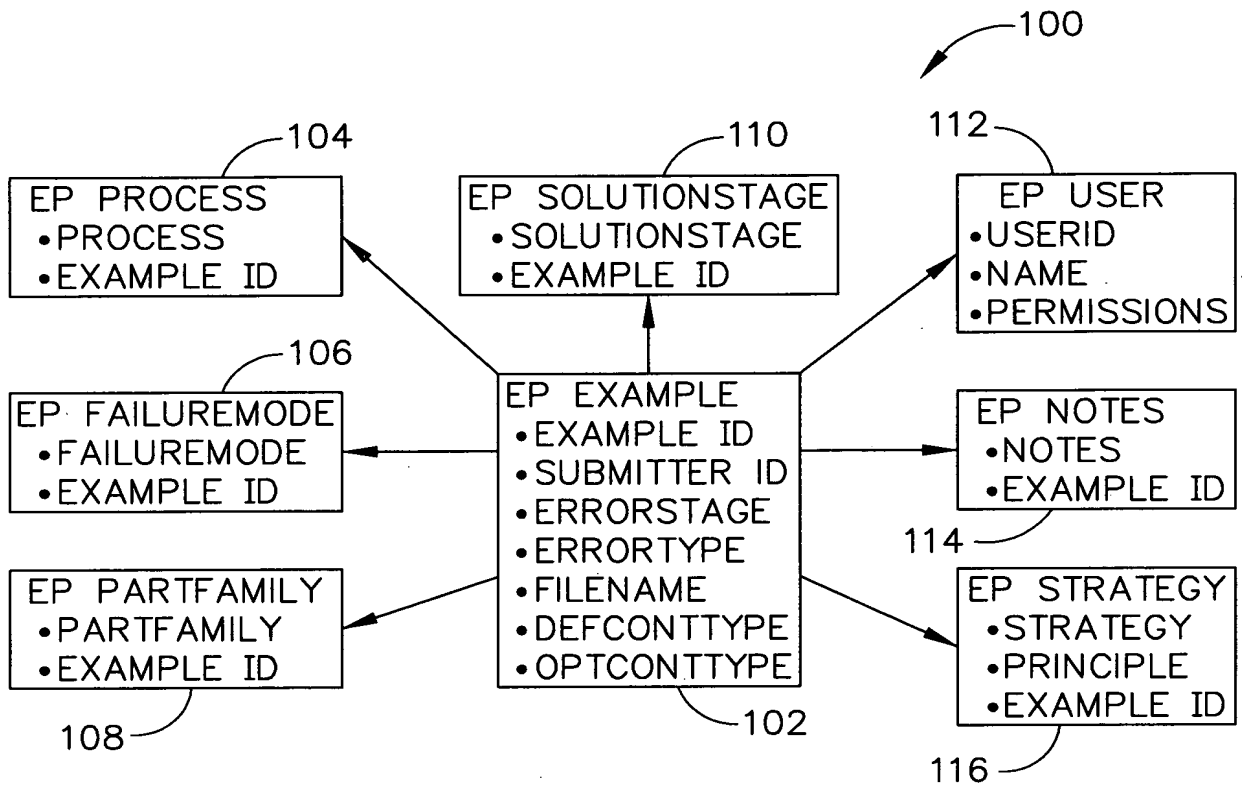 100
104
EP PROCESS
•PROCESS
•EXAMPLE ID
110
EP SOLUTIONSTAGE
•SOLUTIONSTAGE
•EXAMPLE ID
112
EP USER
•USERID
•NAME
•PERMISSIONS
106
EP FAILUREMODE
•FAILUREMODE
•EXAMPLE ID
EP EXAMPLE
•EXAMPLE ID
•SUBMITTER ID
•ERRORSTAGE
•ERRORTYPE
•FILENAME
•DEFCONTTYPE
•OPTCONTTYPE
102
EP NOTES
•NOTES
•EXAMPLE ID
114
EP PARTFAMILY
•PARTFAMILY
•EXAMPLE ID
108
EP STRATEGY
•STRATEGY
•PRINCIPLE
•EXAMPLE ID
116